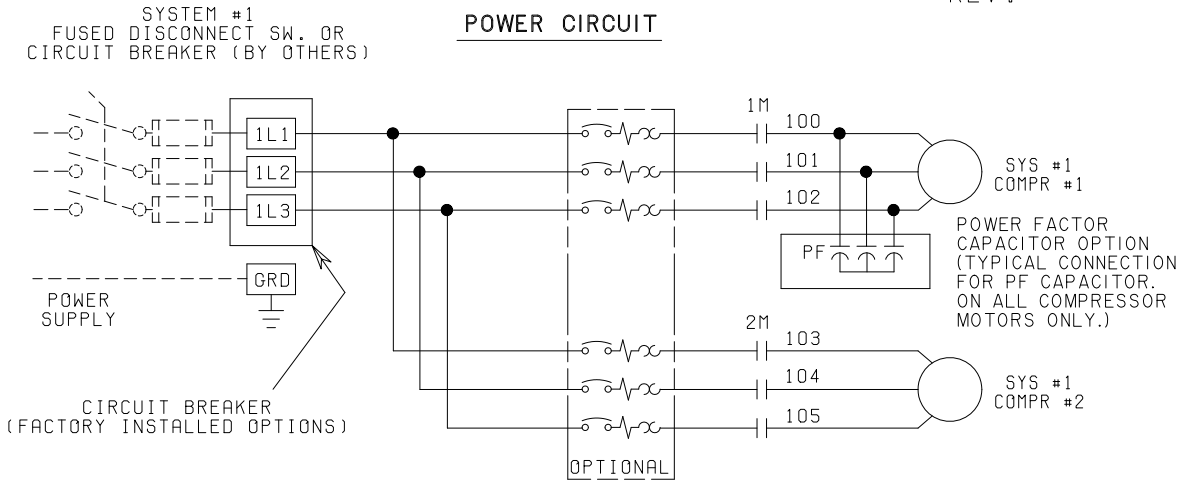 SYSTEM #1
FUSED DISCONNECT SW. OR
CIRCUIT BREAKER (BY OTHERS)
POWER CIRCUIT
1L1
1L2
1L3
GRD
POWER
SUPPLY
CIRCUIT BREAKER
(FACTORY INSTALLED OPTIONS)
OPTIONAL
1M
100
101
102
SYS #1
COMPR #1
PF
POWER FACTOR
CAPACITOR OPTION
(TYPICAL CONNECTION
FOR PF CAPACITOR.
ON ALL COMPRESSOR
MOTORS ONLY.)
2M
103
104
105
SYS #1
COMPR #2